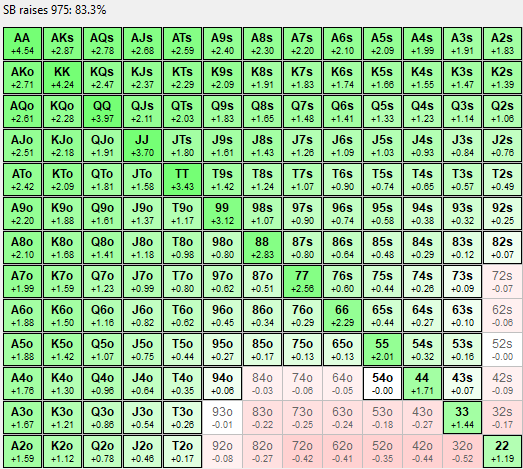 SB raises 975: 83.3%
AA AKs AQs AJs ATs A9s A8s A7s A6s A5s A4s A3s A2s
+4.54 +2.87 +2.78 +2.68 +2.59 +2.40 +2.30 +2.20 +2.10 +2.09 +1.99 +1.91 +1.83
AKo KK KQs KJs KTs K9s K8s K7s K6s K5s K4s K3s K2s
+2.71 +4.24 +2.47 +2.37 +2.29 +2.09 +1.91 +1.83 +1.74 +1.66 +1.55 +1.47 +1.39
AQo KQo QQ QJs QTs Q9s Q8s Q7s Q6s Q5s Q4s Q3s Q2s
+2.61 +2.28 +3.97 +2.11 +2.03 +1.83 +1.65 +1.48 +1.41 +1.33 +1.23 +1.14 +1.06
AJo KJo QJo JJ JTs J9s J8s J7s J6s J5s J4s J3s J2s
+2.51 +2.18 +1.91 +3.70 +1.80 +1.61 +1.43 +1.26 +1.09 +1.03 +0.93 +0.84 +0.76
ATo KTo QTo JTo TT T9s T8s T7s T6s T5s T4s T3s T2s
+2.42 +2.09 +1.81 +1.58 +3.43 +1.42 +1.24 +1.07 +0.90 +0.74 +0.65 +0.57 +0.49
A9o K9o Q9o J9o T9o 99 98s 97s 96s 95s 94s 93s 92s
+2.20 +1.88 +1.61 +1.37 +1.17 +3.12 +1.07 +0.90 +0.74 +0.58 +0.38 +0.32 +0.25
A8o K8o Q8o J8o T8o 98o 88 87s 86s 85s 84s 83s 82s
+2.10 +1.68 +1.41 +1.18 +0.98 +0.80 +2.83 +0.80 +0.64 +0.48 +0.29 +0.12 +0.07
A7o K7o Q7o J7o T7o 97o 87o 77 76s 75s 74s 73s 72s
+1.99 +1.59 +1.23 +0.99 +0.80 +0.62 +0.51 +2.56 +0.60 +0.44 +0.26 +0.09 -0.07
A6o K6o Q6o J6o T6o 96o 86o 76o 66 65s 64s 63s 62s
+1.88 +1.50 +1.16 +0.82 +0.62 +0.45 +0.34 +0.29 +2.29 +0.44 +0.27 +0.10 -0.06
A5o K5o Q5o J5o T5o 95o 85o 75o 65o 55 54s 53s 52s
+1.88 +1.42 +1.07 +0.75 +0.44 +0.27 +0.17 +0.13 +0.13 +2.01 +0.32 +0.16 -0.00
A4o K4o Q4o J4o T4o 94o 84o 74o 64o 54o 44 43s 42s
+1.76 +1.30 +0.96 +0.64 +0.35 +0.06 -0.03 -0.06 -0.05 -0.00 +1.71 +0.07 -0.09
A3o K3o Q3o J3o T3o 93o 83o 73o 63o 53o 43o 33 32s
+1.67 +1.21 +0.86 +0.54 +0.26 -0.01 -0.22 -0.25 -0.24 -0.18 -0.27 +1.44 -0.17
A2o K2o Q2o J2o T2o 92o 82o 72o 62o 52o 42o 32o 22
+1.59 +1.12 +0.78 +0.46 +0.17 -0.08 -0.27 -0.42 -0.41 -0.35 -0.44 -0.52 +1.19